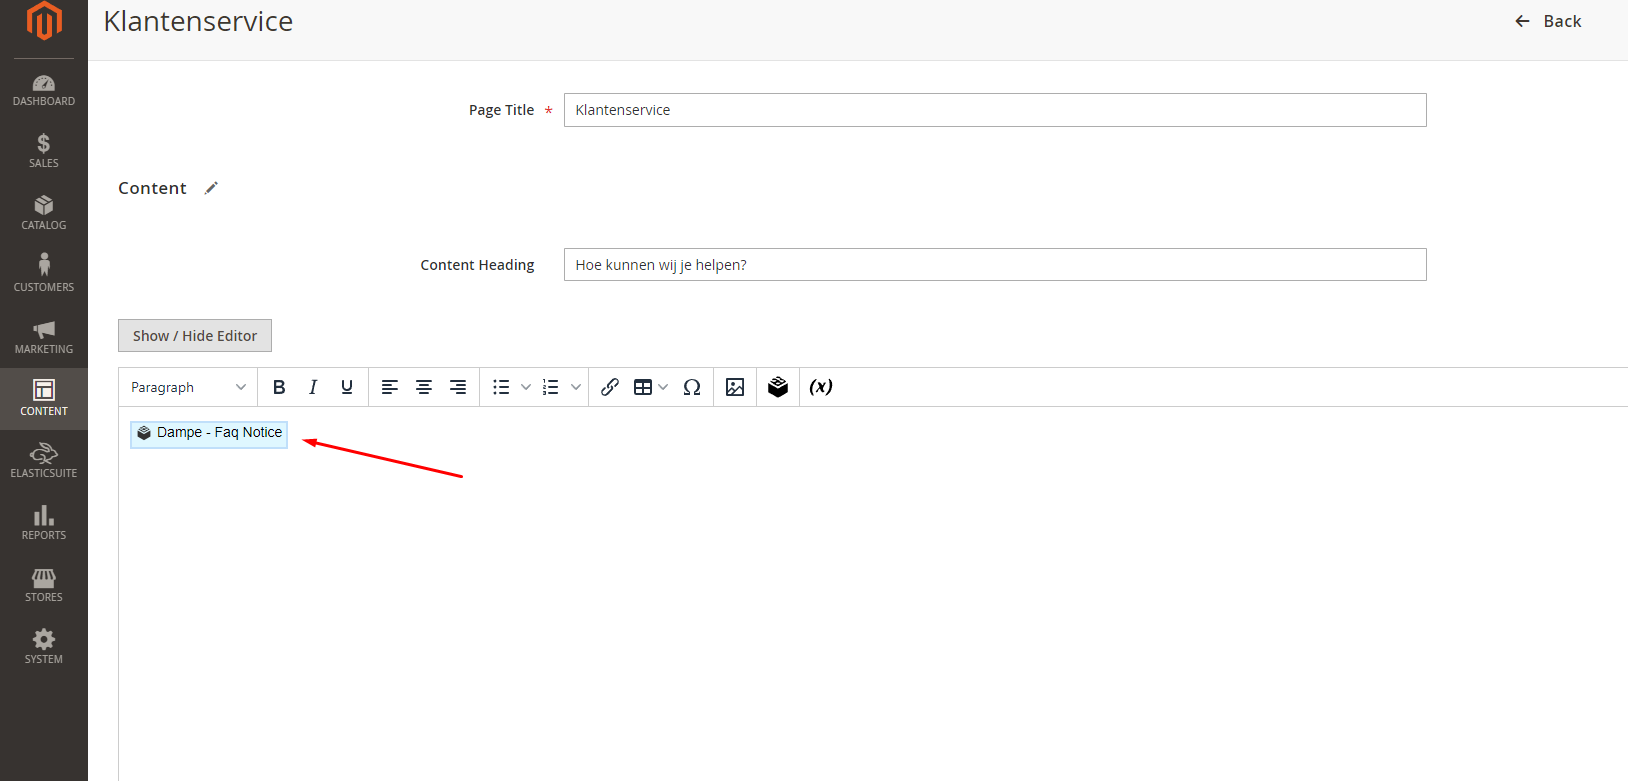 Klantenservice
Back
DASHBOARD
SALES
CATALOG
CUSTOMERS
MARKETING
CONTENT
ELASTICSUITE
REPORTS
STORES
SYSTEM
Page Title * Klantenservice
Content
Content Heading Hoe kunnen wij je helpen?
Show / Hide Editor
Paragraph B I U Ω (x)
Dampe - Faq Notice